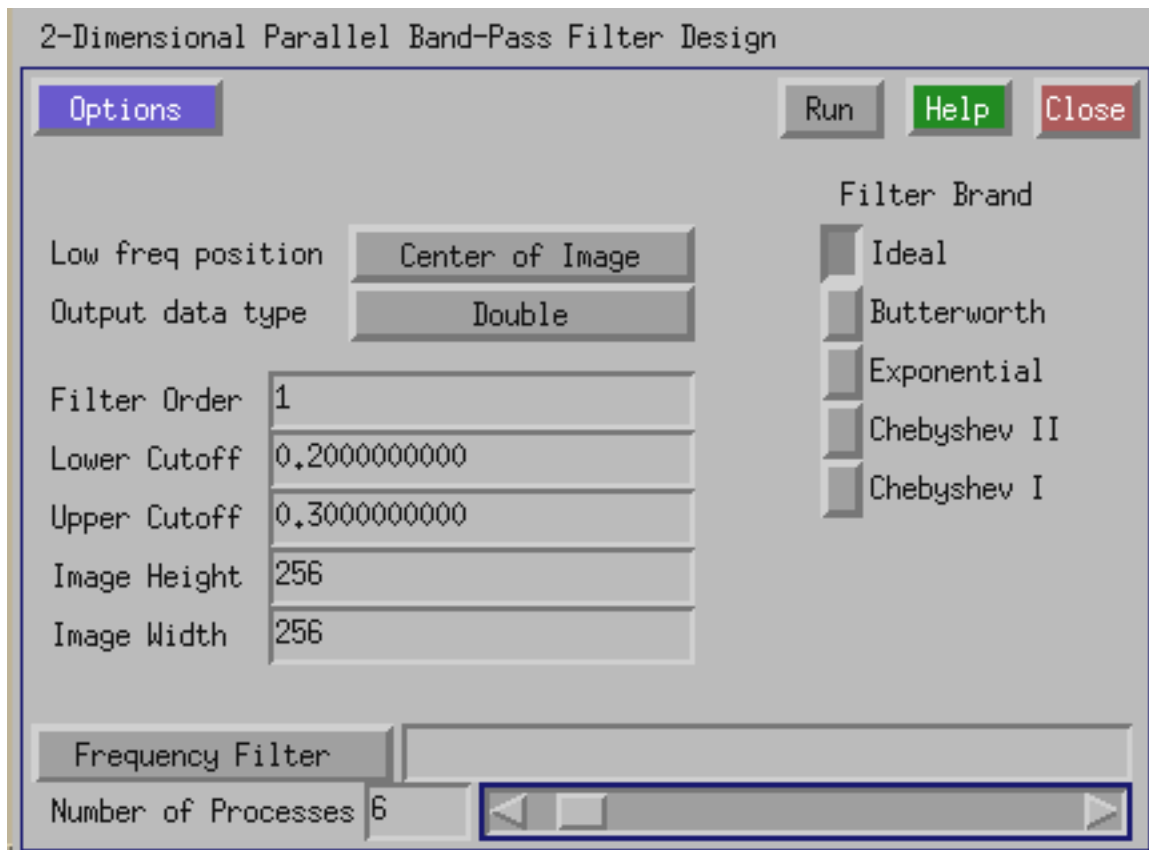 2-Dimensional Parallel Band-Pass Filter Design
Options Run Help Close
Filter Brand
Low freq position Center of Image Ideal
Output data type Double Butterworth
Exponential
Filter Order 1
Chebyshev II
Lower Cutoff 0.2000000000
Chebyshev I
Upper Cutoff 0.3000000000
Image Height 256
Image Width 256
Frequency Filter
Number of Processes 6